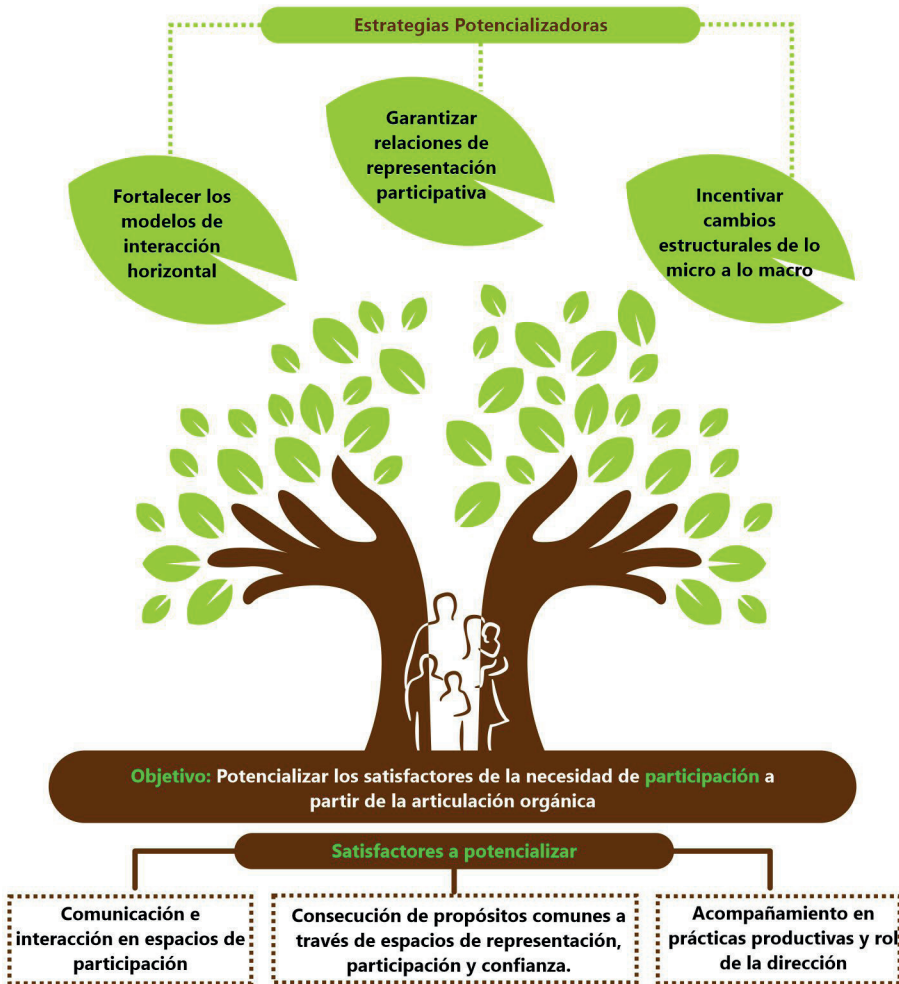 Estrategias Potencializadoras
Garantizar
relaciones de
representación
participativa
Fortalecer los
modelos de
interacción
horizontal
Incentivar
cambios
estructurales de lo
micro a lo macro
Objetivo: Potencializar los satisfactores de la necesidad de participación a
partir de la articulación orgánica
Satisfactores a potencializar
Comunicación e
interacción en espacios de
participación
Consecución de propósitos comunes a
través de espacios de representación,
participación y confianza.
Acompañamiento en
prácticas productivas y rol
de la dirección